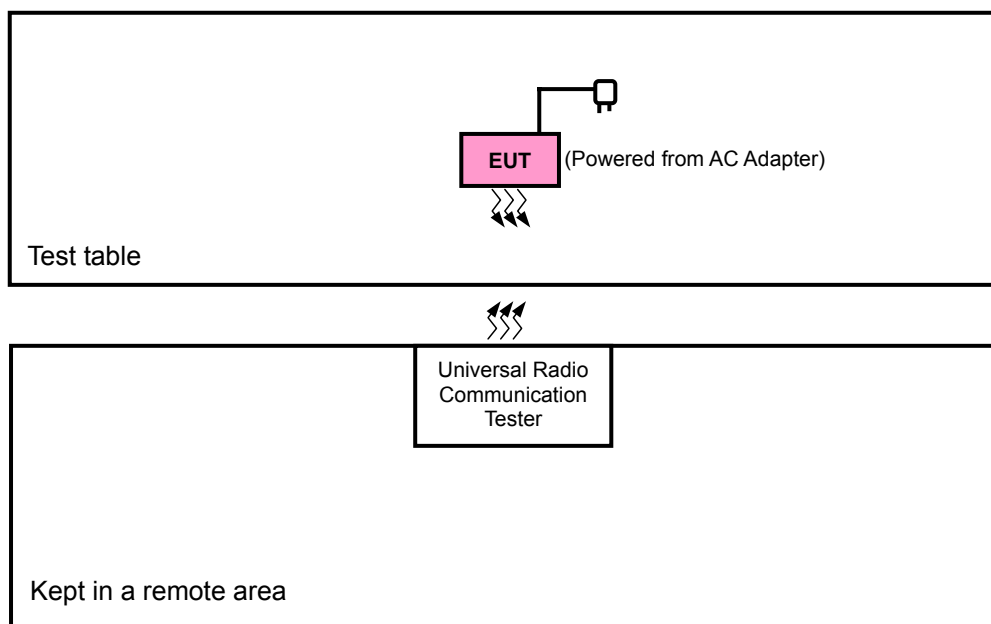 EUT
(Powered from AC Adapter)
Test table
Universal Radio
Communication
Tester
Kept in a remote area